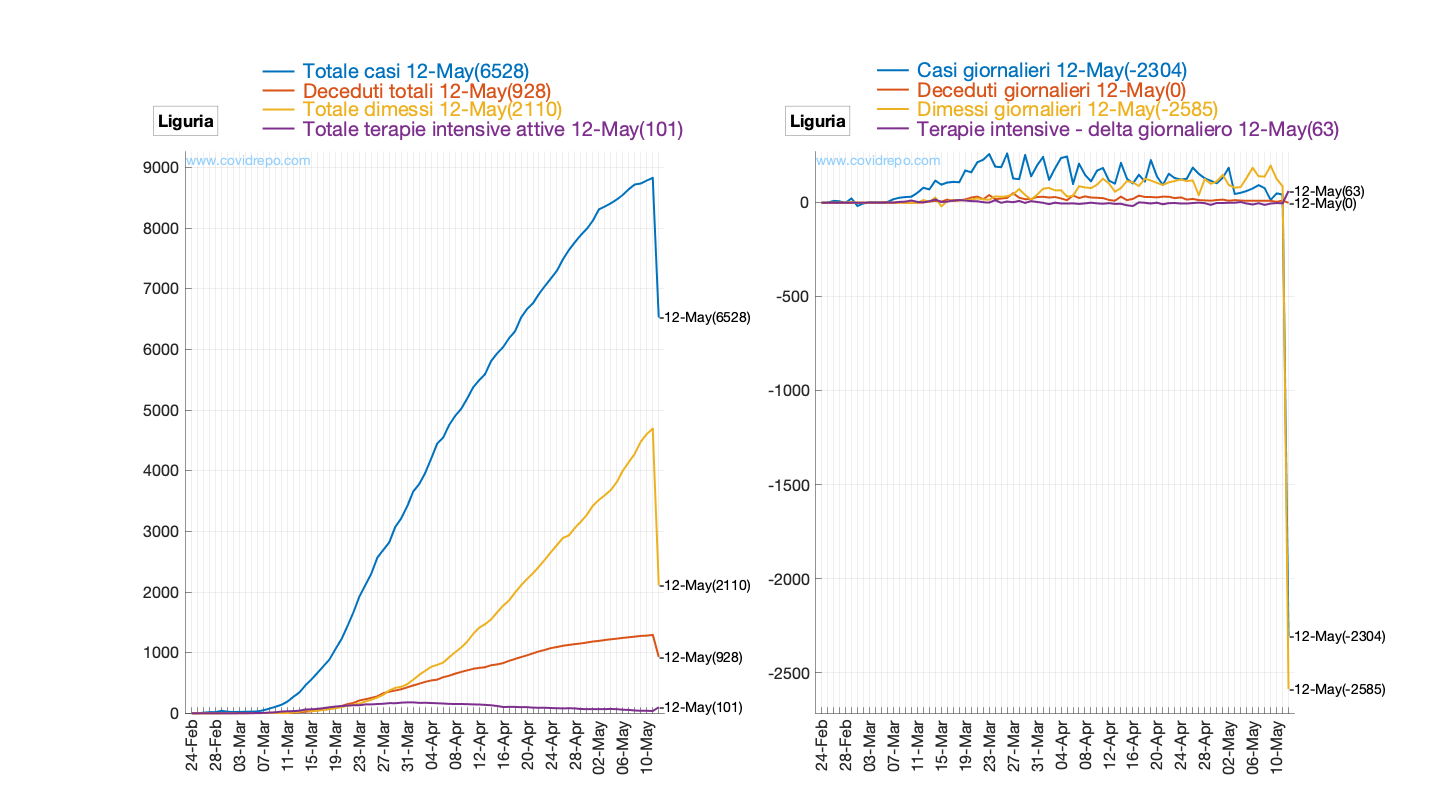 Totale casi 12-May(6528)
Deceduti totali 12-May(928)
Totale dimessi 12-May(2110)
Totale terapie intensive attive 12-May(101)
Liguria
www.covidrepo.com
9000
8000
7000
6000
5000
4000
3000
2000
1000
0
-12-May(6528)
-12-May(2110)
-12-May(928)
-12-May(101)
24-Feb
28-Feb
03-Mar
07-Mar
11-Mar
15-Mar
19-Mar
23-Mar
27-Mar
31-Mar
04-Apr
08-Apr
12-Apr
16-Apr
20-Apr
24-Apr
28-Apr
02-May
06-May
10-May
Casi giornalieri 12-May(-2304)
Deceduti giornalieri 12-May(0)
Dimessi giornalieri 12-May(-2585)
Terapie intensive - delta giornaliero 12-May(63)
Liguria
www.covidrepo.com
0
-500
-1000
-1500
-2000
-2500
-12-May(63)
-12-May(0)
-12-May(-2304)
-12-May(-2585)
24-Feb
28-Feb
03-Mar
07-Mar
11-Mar
15-Mar
19-Mar
23-Mar
27-Mar
31-Mar
04-Apr
08-Apr
12-Apr
16-Apr
20-Apr
24-Apr
28-Apr
02-May
06-May
10-May